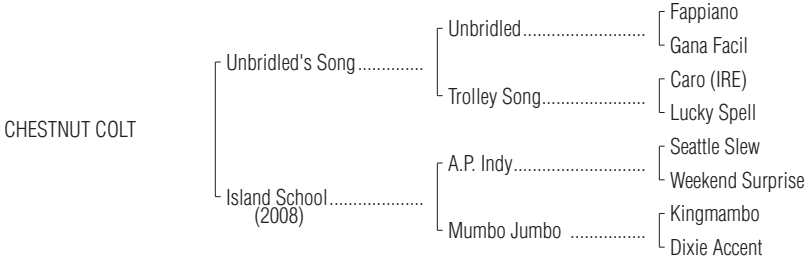 Fappiano
Unbridled..........................
Gana Facil
Unbridled's Song ..............
Caro (IRE)
Trolley Song......................
Lucky Spell
CHESTNUT COLT
Seattle Slew
A.P. Indy............................
Weekend Surprise
Island School....................
(2008)
Kingmambo
Mumbo Jumbo ................
Dixie Accent